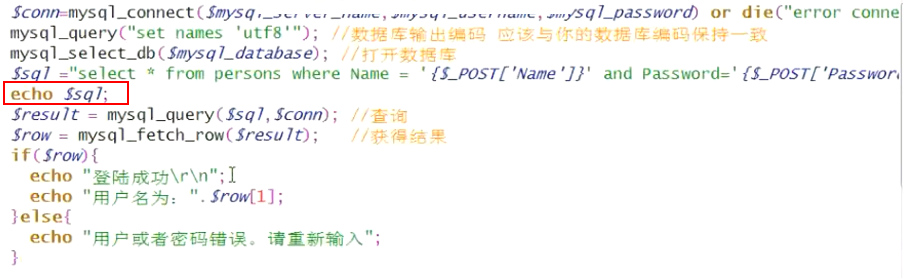 $conn=mysql_connect($mysql_server_name,$mysql_username,$mysql_password) or die("error conne
mysql_query("set names 'utf8'"); //数据库输出编码 应该与你的数据库编码保持一致
mysql_select_db($mysql_database); //打开数据库
$sql ="select * from persons where Name = '{$_POST['Name']}' and Password='{$_POST['Passwor
echo $sql;
$result = mysql_query($sql,$conn); //查询
$row = mysql_fetch_row($result); //获得结果
if($row){
echo "登陆成功\r\n";
echo "用户名为：".$row[1];
}else{
echo "用户或者密码错误。请重新输入";
}